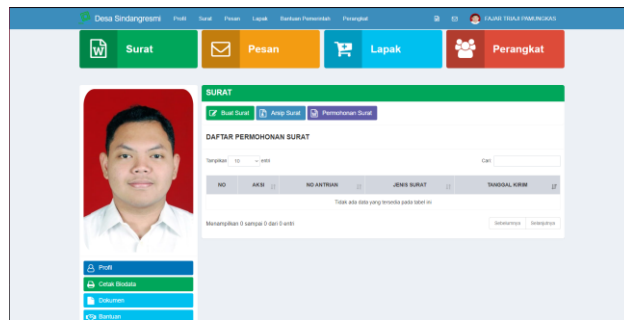 Desa Sindangresmi Profil Surat Pesan Lapak Bantuan Pemerintah Perangkat FAJAR TRIAJI PAMUNGKAS
Surat Pesan Lapak Perangkat
SURAT
Buat Surat Arsip Surat Permohonan Surat
DAFTAR PERMOHONAN SURAT
Tampilkan 10 entri Cari:
NO AKSI NO ANTRIAN JENIS SURAT TANGGAL KIRIM
Tidak ada data yang tersedia pada tabel ini
Menampilkan 0 sampai 0 dari 0 entri Sebelumnya Selanjutnya
Profil
Cetak Biodata
Dokumen
Bantuan